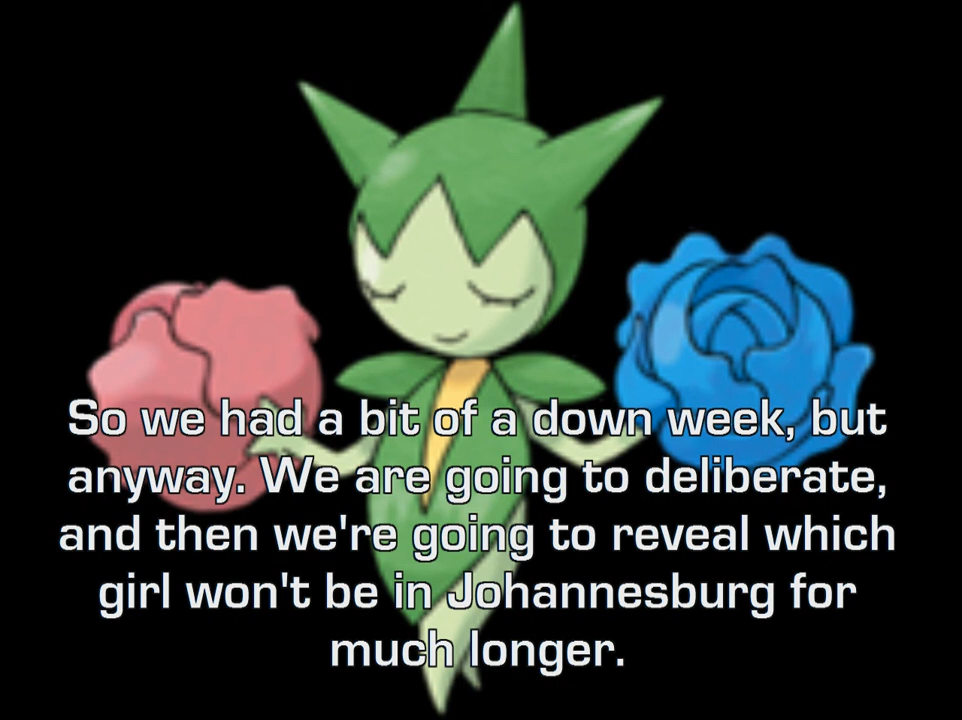 So we had a bit of a down week, but
anyway. We are going to deliberate,
and then we're going to reveal which
girl won't be in Johannesburg for
much longer.